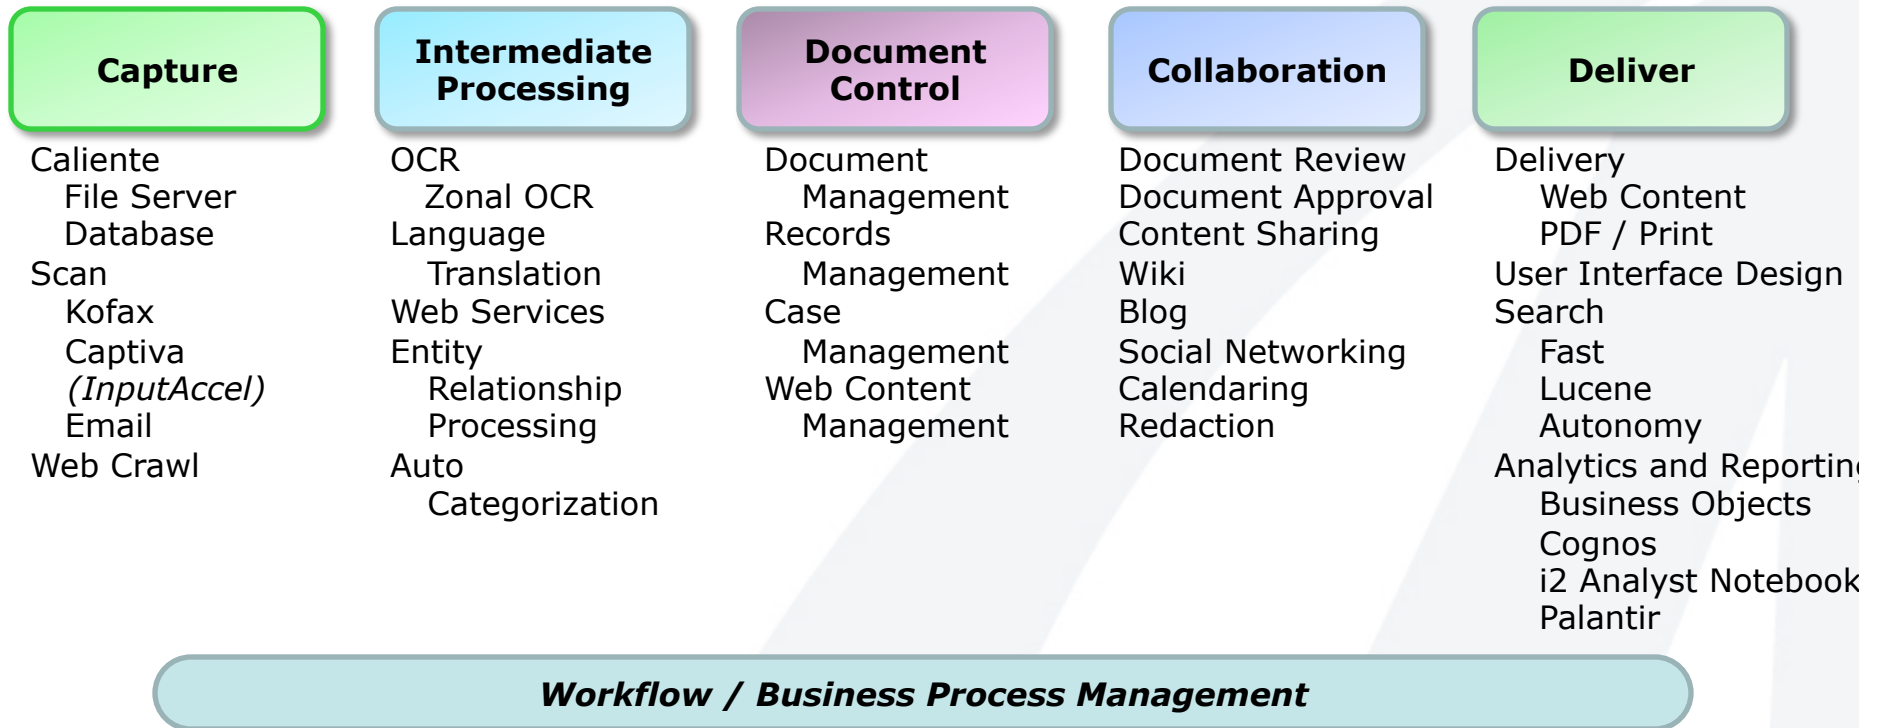 Capture
Caliente
File Server
Database
Scan
Kofax
Captiva
(InputAccel)
Email
Web Crawl
Intermediate
Processing
OCR
Zonal OCR
Language
Translation
Web Services
Entity
Relationship
Processing
Auto
Categorization
Document
Control
Document
Management
Records
Management
Case
Management
Web Content
Management
Collaboration
Document Review
Document Approval
Content Sharing
Wiki
Blog
Social Networking
Calendaring
Redaction
Deliver
Delivery
Web Content
PDF / Print
User Interface Design
Search
Fast
Lucene
Autonomy
Analytics and Reporting
Business Objects
Cognos
i2 Analyst Notebook
Palantir
Workflow / Business Process Management